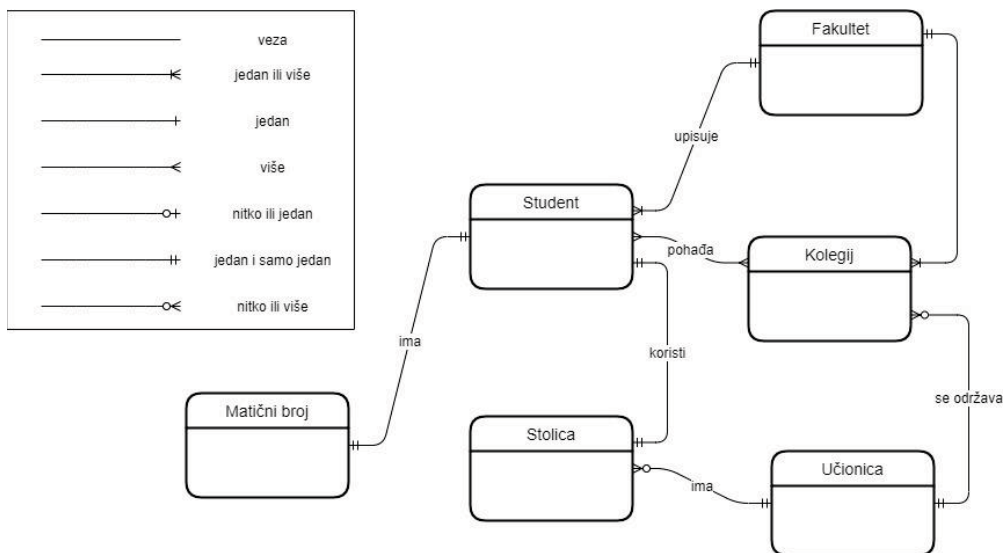 veza
jedan ili više
jedan
više
nitko ili jedan
jedan i samo jedan
nitko ili više
Fakultet
upisuje
Student
pohađa
Kolegij
ima
koristi
se održava
Matični broj
Stolica
ima
Učionica